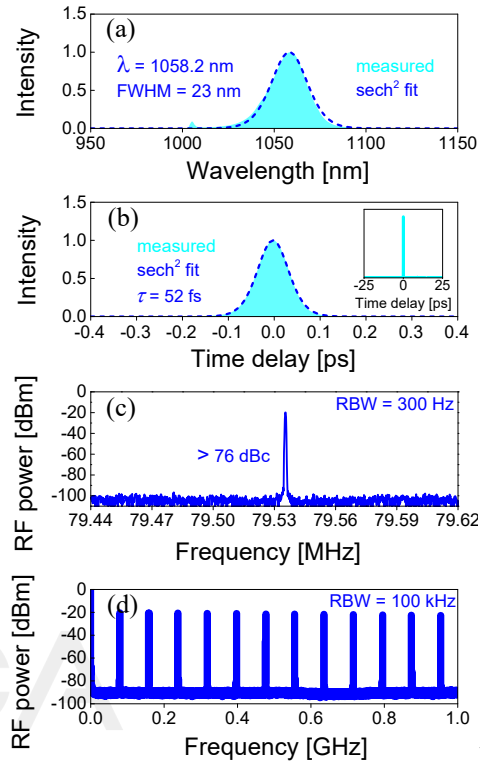 (a)
λ = 1058.2 nm
FWHM = 23 nm
measured
sech² fit
Intensity
1.5
1.0
0.5
0.0
950 1000 1050 1100 1150
Wavelength [nm]
(b)
measured
sech² fit
τ = 52 fs
Intensity
1.5
1.0
0.5
0.0
-25 0 25
Time delay [ps]
-0.4 -0.3 -0.2 -0.1 0.0 0.1 0.2 0.3 0.4
Time delay [ps]
(c)
RBW = 300 Hz
> 76 dBc
RF power [dBm]
0
-20
-40
-60
-80
-100
79.44 79.47 79.50 79.53 79.56 79.59 79.62
Frequency [MHz]
(d)
RBW = 100 kHz
RF power [dBm]
0
-20
-40
-60
-80
-100
0.0 0.2 0.4 0.6 0.8 1.0
Frequency [GHz]